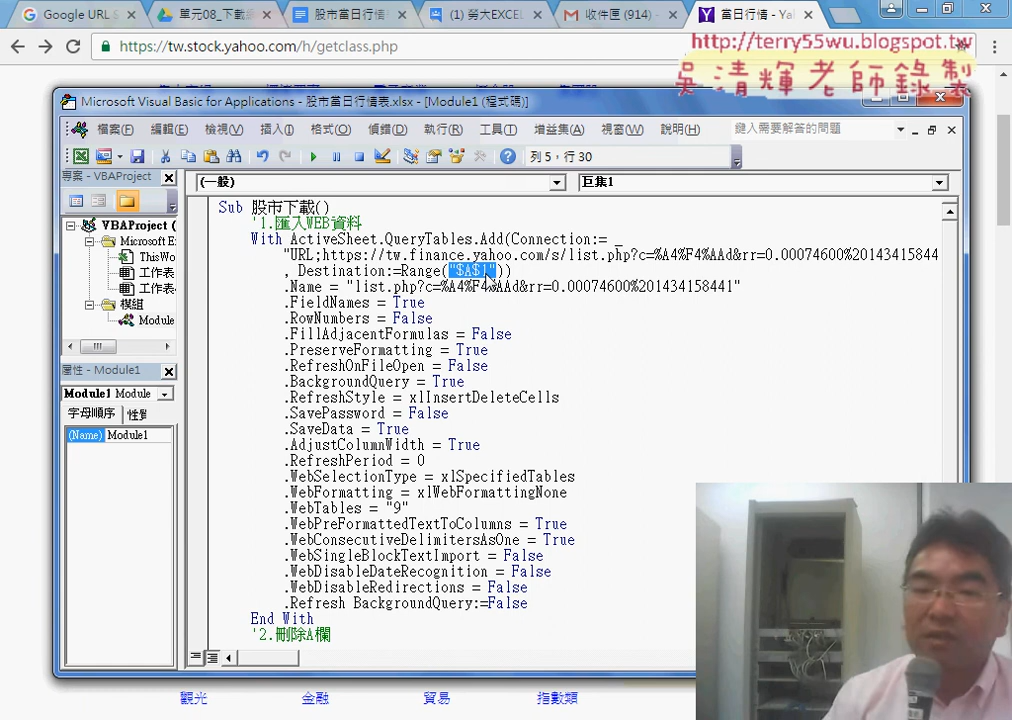 Google URL S
單元08_下載
股市當日行情
(1) 勞大EXCEL
收件匣 (914) -
當日行情 - Ya
https://tw.stock.yahoo.com/h/getclass.php
http://terry55wu.blogspot.tw
吳清輝老師錄製
Microsoft Visual Basic for Applications - 股市當日行情表.xlsx - [Module1 (程式碼)]
檔案(F) 編輯(E) 檢視(V) 插入(I) 格式(O) 偵錯(D) 執行(R) 工具(T) 增益集(A) 視窗(W) 說明(H) 鍵入需要解答的問題
列 5，行 30
專案 - VBAProject
(一般) 巨集1
VBAProject (
Microsoft E
ThisWo
工作表
工作表
模組
Module
屬性 - Module1
Module1 Module
字母順序 性質
(Name) Module1
Sub 股市下載()
'1.匯入WEB資料
With ActiveSheet.QueryTables.Add(Connection:= _
"URL;https://tw.finance.yahoo.com/s/list.php?c=%A4%F4%AAd&rr=0.00074600%201434158441
, Destination:=Range("$A$1"))
.Name = "list.php?c=%A4%F4%AAd&rr=0.00074600%201434158441"
.FieldNames = True
.RowNumbers = False
.FillAdjacentFormulas = False
.PreserveFormatting = True
.RefreshOnFileOpen = False
.BackgroundQuery = True
.RefreshStyle = xlInsertDeleteCells
.SavePassword = False
.SaveData = True
.AdjustColumnWidth = True
.RefreshPeriod = 0
.WebSelectionType = xlSpecifiedTables
.WebFormatting = xlWebFormattingNone
.WebTables = "9"
.WebPreFormattedTextToColumns = True
.WebConsecutiveDelimitersAsOne = True
.WebSingleBlockTextImport = False
.WebDisableDateRecognition = False
.WebDisableRedirections = False
.Refresh BackgroundQuery:=False
End With
'2.刪除A欄
觀光 金融 貿易 指數類